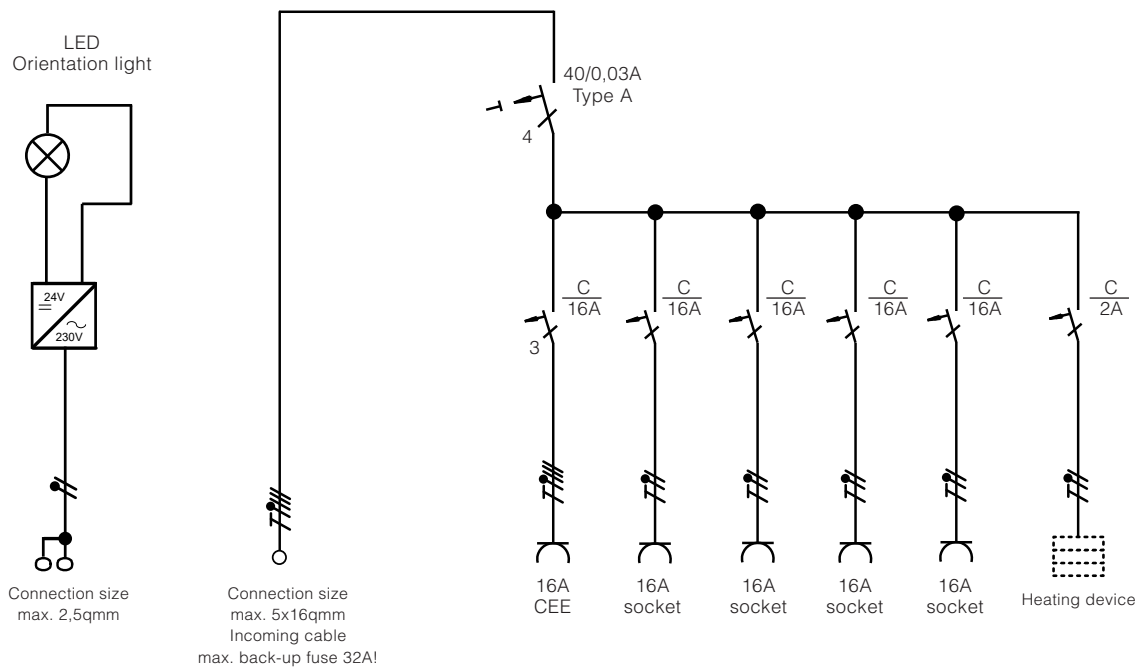 LED
Orientation light
24V
230V
Connection size
max. 2,5qmm
Connection size
max. 5x16qmm
Incoming cable
max. back-up fuse 32A!
40/0,03A
Type A
4
C
16A
3
C
16A
C
16A
C
16A
C
16A
C
2A
16A
CEE
16A
socket
16A
socket
16A
socket
16A
socket
Heating device